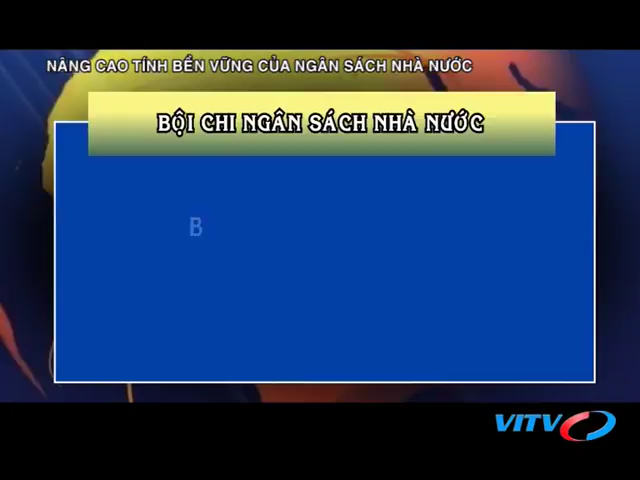 NÂNG CAO TÍNH BỀN VỮNG CỦA NGÂN SÁCH NHÀ NƯỚC
BỘI CHI NGÂN SÁCH NHÀ NƯỚC
B
VITV